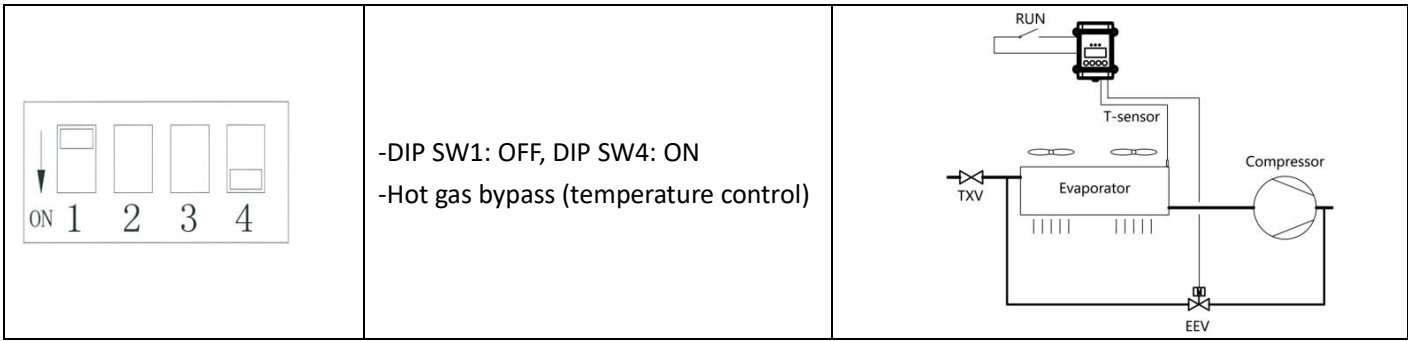 ON 1 2 3 4
-DIP SW1: OFF, DIP SW4: ON
-Hot gas bypass (temperature control)
RUN
T-sensor
Compressor
TXV
Evaporator
EEV